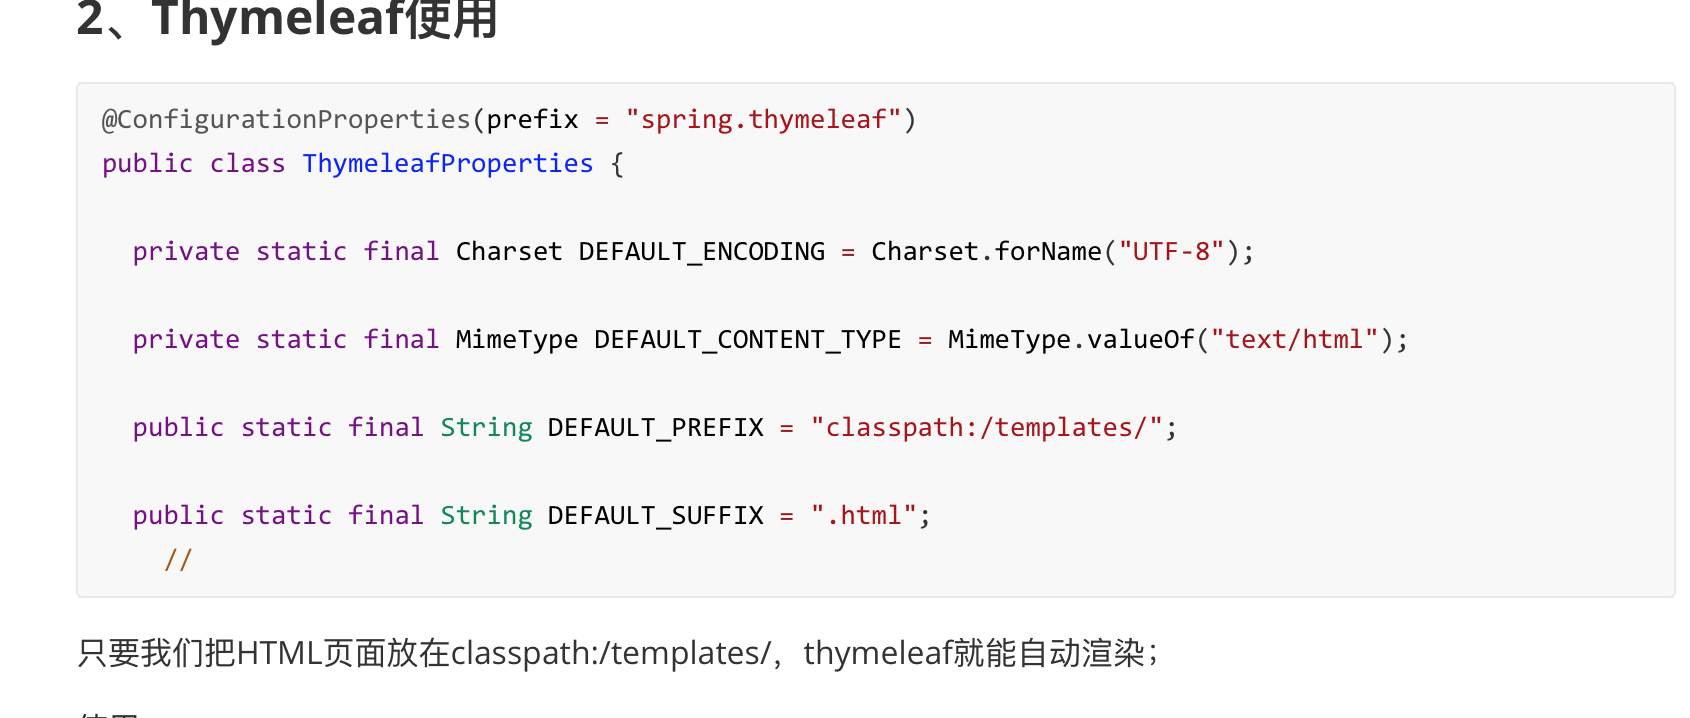 2、Thymeleaf使用
@ConfigurationProperties(prefix = "spring.thymeleaf")
public class ThymeleafProperties {
private static final Charset DEFAULT_ENCODING = Charset.forName("UTF-8");
private static final MimeType DEFAULT_CONTENT_TYPE = MimeType.valueOf("text/html");
public static final String DEFAULT_PREFIX = "classpath:/templates/";
public static final String DEFAULT_SUFFIX = ".html";
//
只要我们把HTML页面放在classpath:/templates/，thymeleaf就能自动渲染；